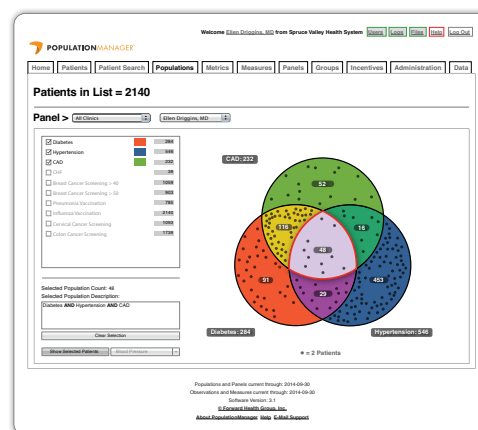 Welcome Ellen Driggins, MD from Spruce Valley Health System Users Logs Files Help Log Out
POPULATIONMANAGER
Home Patients Patient Search Populations Metrics Measures Panels Groups Incentives Administration Data
Patients in List = 2140
Panel > All Clinics Ellen Driggins, MD
Diabetes 284
Hypertension 546
CAD 232
CHF 38
Breast Cancer Screening > 40
Breast Cancer Screening > 50
Pneumonia Vaccination
Influenza Vaccination 2140
Cervical Cancer Screening
Colon Cancer Screening
CAD: 232
52
116
16
48
91
453
29
Diabetes: 284
Hypertension: 546
= 2 Patients
Selected Population Count: 48
Selected Population Description:
Diabetes AND Hypertension AND CAD
Clear Selection
Show Selected Patients Blood Pressure
Populations and Panels current through: 2014-09-30
Observations and Measures current through: 2014-09-30
Software Version: 3.1
© Forward Health Group, Inc.
About PopulationManager Help E-Mail Support